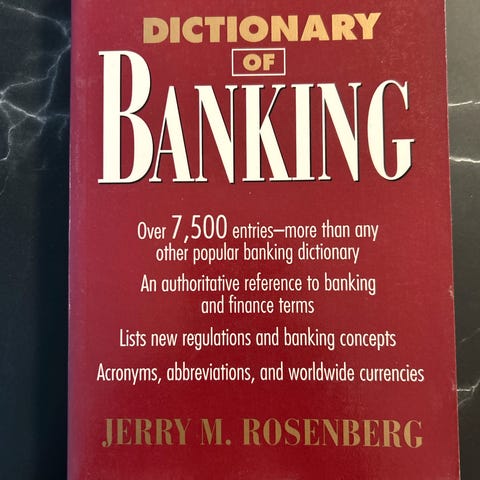 DICTIONARY
OF
BANKING
Over 7,500 entries—more than any
other popular banking dictionary
An authoritative reference to banking
and finance terms
Lists new regulations and banking concepts
Acronyms, abbreviations, and worldwide currencies
JERRY M. ROSENBERG